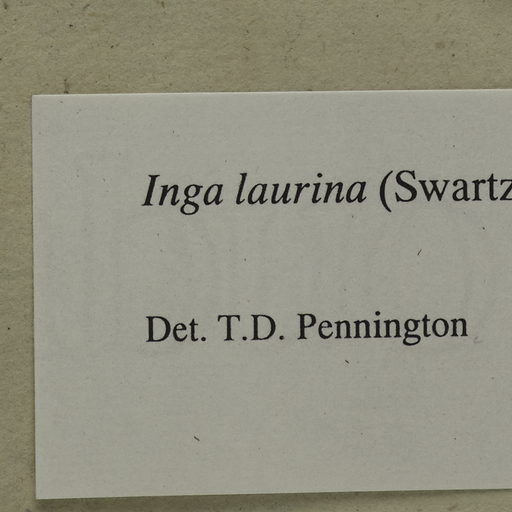 Inga laurina (Swartz
Det. T.D. Pennington